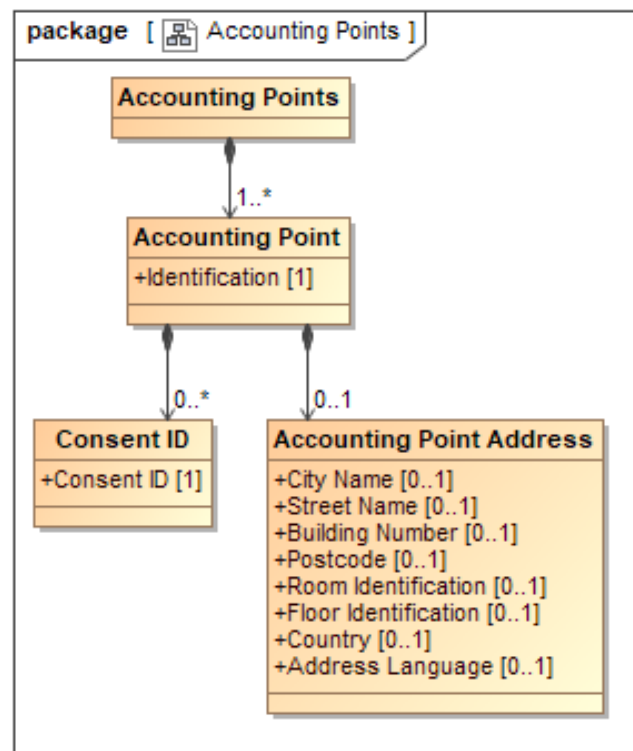 package [ Accounting Points ]
Accounting Points
1..*
Accounting Point
+Identification [1]
0..*
0..1
Consent ID
+Consent ID [1]
Accounting Point Address
+City Name [0..1]
+Street Name [0..1]
+Building Number [0..1]
+Postcode [0..1]
+Room Identification [0..1]
+Floor Identification [0..1]
+Country [0..1]
+Address Language [0..1]